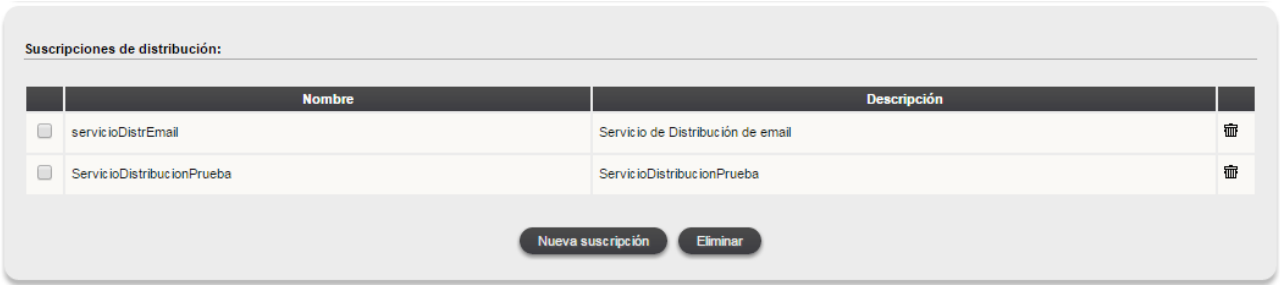 Suscripciones de distribución:
Nombre Descripción
servicioDistrEmail Servicio de Distribución de email
ServicioDistribucionPrueba ServicioDistribucionPrueba
Nueva suscripción Eliminar